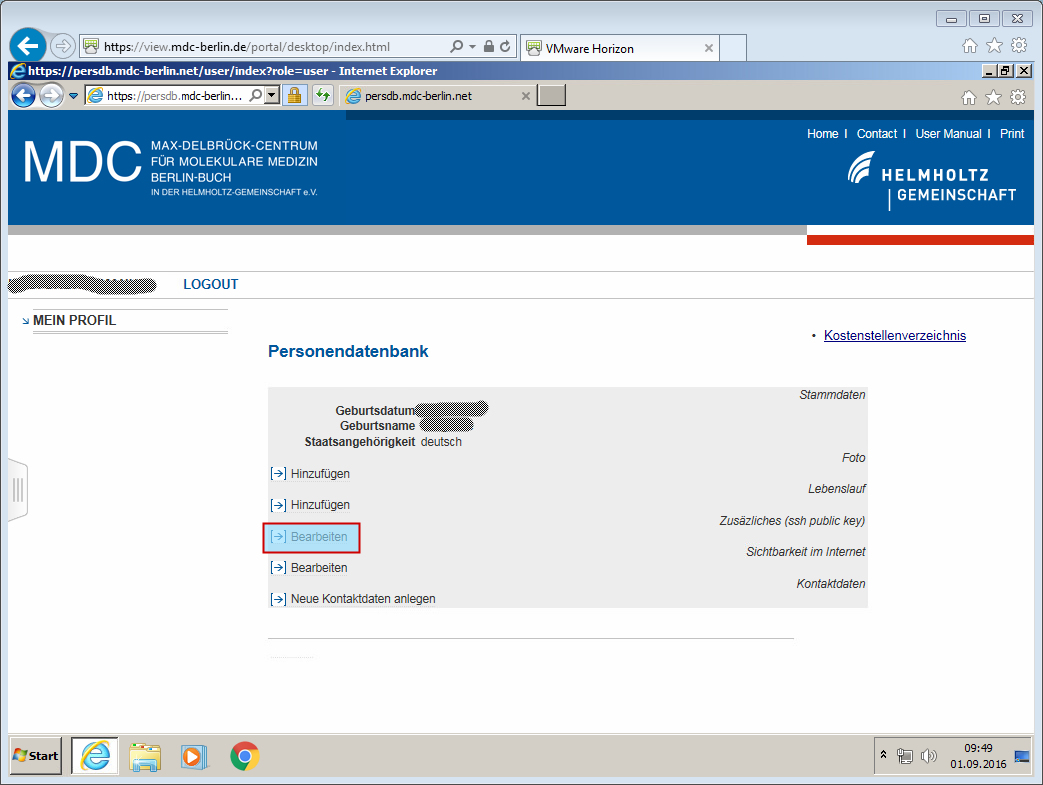 https://view.mdc-berlin.de/portal/desktop/index.html
VMware Horizon
https://persdb.mdc-berlin.net/user/index?role=user - Internet Explorer
https://persdb.mdc-berlin...
persdb.mdc-berlin.net
Home I Contact I User Manual I Print
MDC
MAX-DELBRÜCK-CENTRUM
FÜR MOLEKULARE MEDIZIN
BERLIN-BUCH
IN DER HELMHOLTZ-GEMEINSCHAFT e.V.
HELMHOLTZ
GEMEINSCHAFT
LOGOUT
MEIN PROFIL
• Kostenstellenverzeichnis
Personendatenbank
Stammdaten
Geburtsdatum
Geburtsname
Staatsangehörigkeit deutsch
Foto
[→] Hinzufügen
Lebenslauf
[→] Hinzufügen
Zusäzliches (ssh public key)
[→] Bearbeiten
Sichtbarkeit im Internet
[→] Bearbeiten
Kontaktdaten
[→] Neue Kontaktdaten anlegen
Start
09:49
01.09.2016